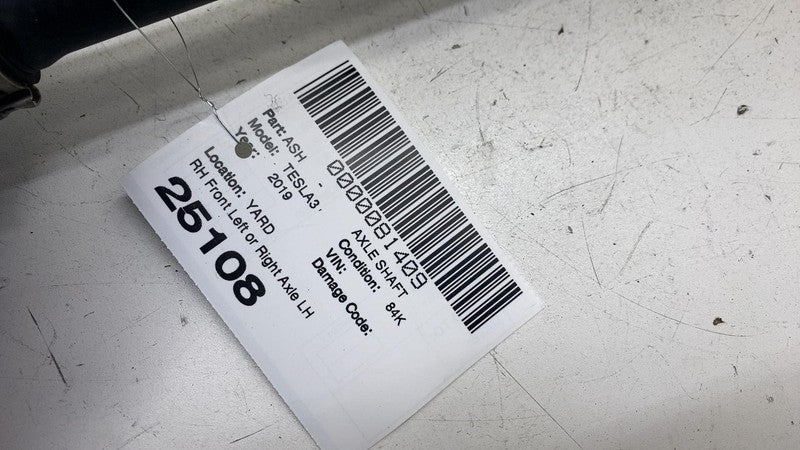 0000081409
Part: ASH - AXLE SHAFT
Model: TESLA3 Condition: 84K
Year: 2019 VIN:
Damage Code:
Location: YARD
RH Front Left or Right Axle LH
25108